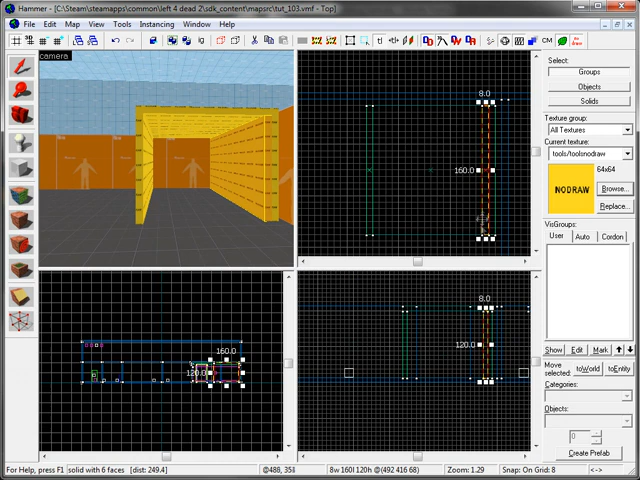 Hammer - [C:\Steam\steamapps\common\left 4 dead 2\sdk_content\mapsrc\tut_103.vmf - Top]
File Edit Map View Tools Instancing Window Help
camera
8.0
160.0
160.0
120.0
8.0
120.0
Select:
Groups
Objects
Solids
Texture group:
All Textures
Current texture:
tools/toolsnodraw
64x64
NODRAW
Browse...
Replace...
VisGroups:
User Auto Cordon
Show Edit Mark
Move selected:
toWorld toEntity
Categories:
Objects:
0
Create Prefab
For Help, press F1 solid with 6 faces [dist: 249.4] @488, 358 8w 160l 120h @(492 416 68) Zoom: 1.29 Snap: On Grid: 8